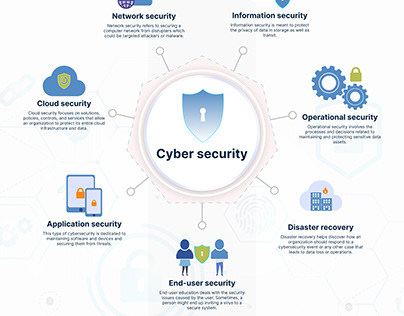 Network security
Network security refers to securing a
computer network from disrupters which
could be targeted attackers or malware.
Information security
Information security is meant to protect
the privacy of data in storage as well as
transit.
Cloud security
Cloud security focuses on solutions,
policies, controls, and services that allow
an organization to protect its entire cloud
infrastructure and data.
Operational security
Operational security involves the
processes and decisions related to
maintaining and protecting sensitive data
assets.
Cyber security
Application security
This type of cybersecurity is dedicated to
maintaining software and devices and
securing them from threats.
Disaster recovery
Disaster recovery helps discover how an
organization should respond to a
cybersecurity event or any other case that
leads to data loss or operations.
End-user security
End-user education deals with the security
issues caused by the user. Sometimes, a
person might end up inviting a virus to a
secure system.